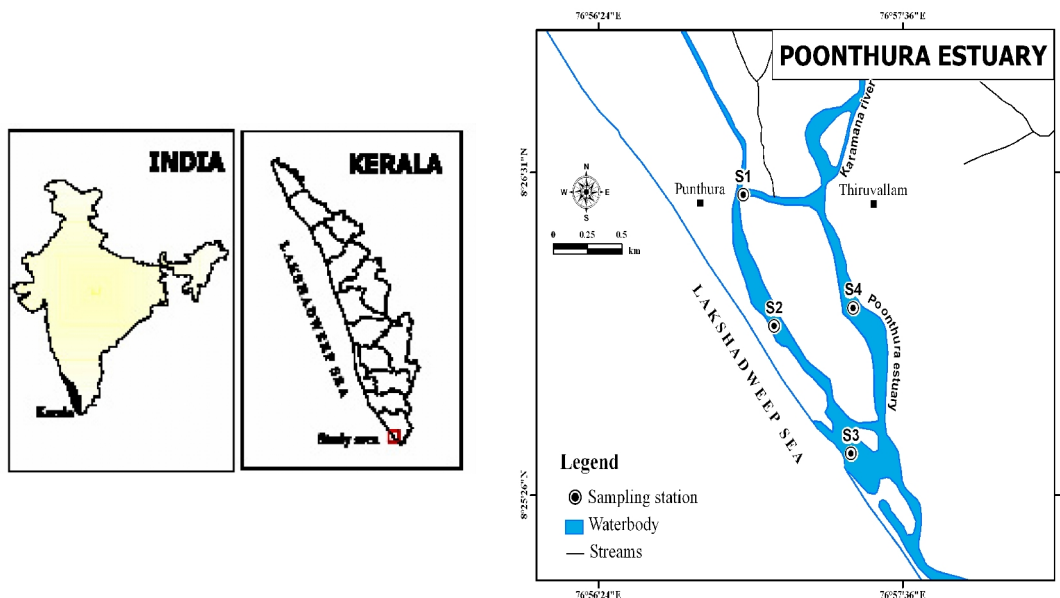 INDIA
Kerala
KERALA
LAKSHADWEEP SEA
Study area
76°56'24"E
77°57'36"E
POONTHURA ESTUARY
8°26'31"N
8°25'26"N
Karamana river
S1
Punthura
Thiruvallam
N
W
E
S
0 0.25 0.5
km
S2
S4
Poonthura estuary
LAKSHADWEEP SEA
S3
Legend
Sampling station
Waterbody
Streams
76°56'24"E
76°57'36"E